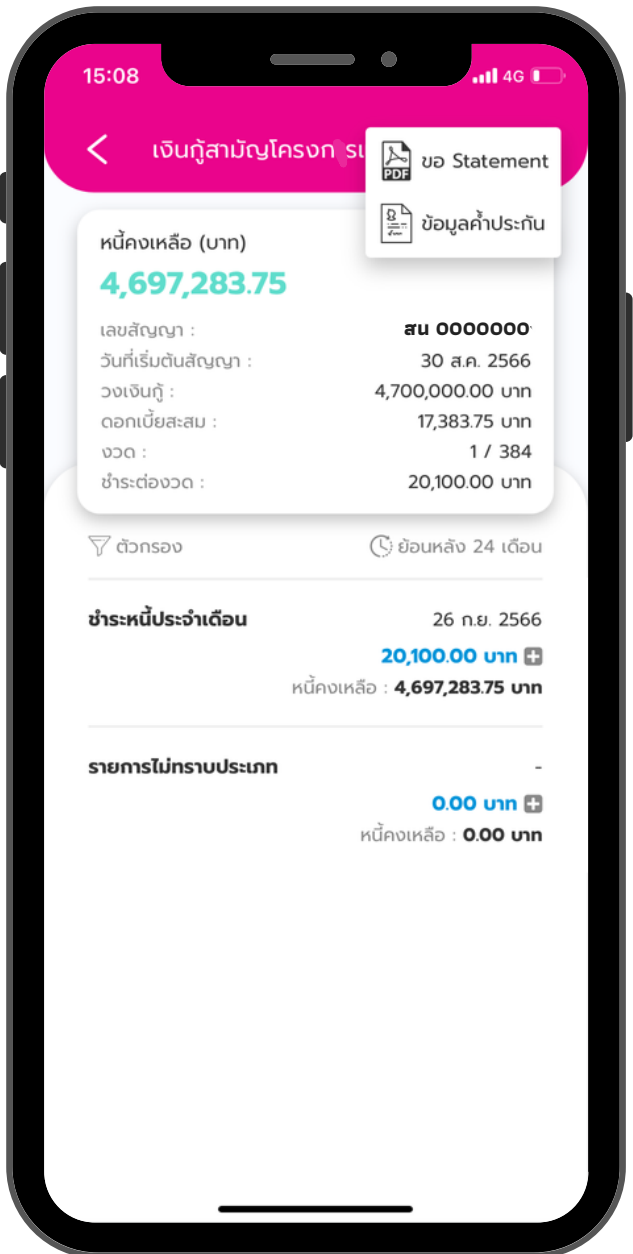 15:08 4G
เงินกู้สามัญโครงก
ขอ Statement
PDF
ข้อมูลค้ำประกัน
หนี้คงเหลือ (บาท)
4,697,283.75
เลขสัญญา : สน 0000000
วันที่เริ่มต้นสัญญา : 30 ส.ค. 2566
วงเงินกู้ : 4,700,000.00 บาท
ดอกเบี้ยสะสม : 17,383.75 บาท
งวด : 1 / 384
ชำระต่องวด : 20,100.00 บาท
ตัวกรอง ย้อนหลัง 24 เดือน
ชำระหนี้ประจำเดือน 26 ก.ย. 2566
20,100.00 บาท
หนี้คงเหลือ : 4,697,283.75 บาท
รายการไม่ทราบประเภท -
0.00 บาท
หนี้คงเหลือ : 0.00 บาท